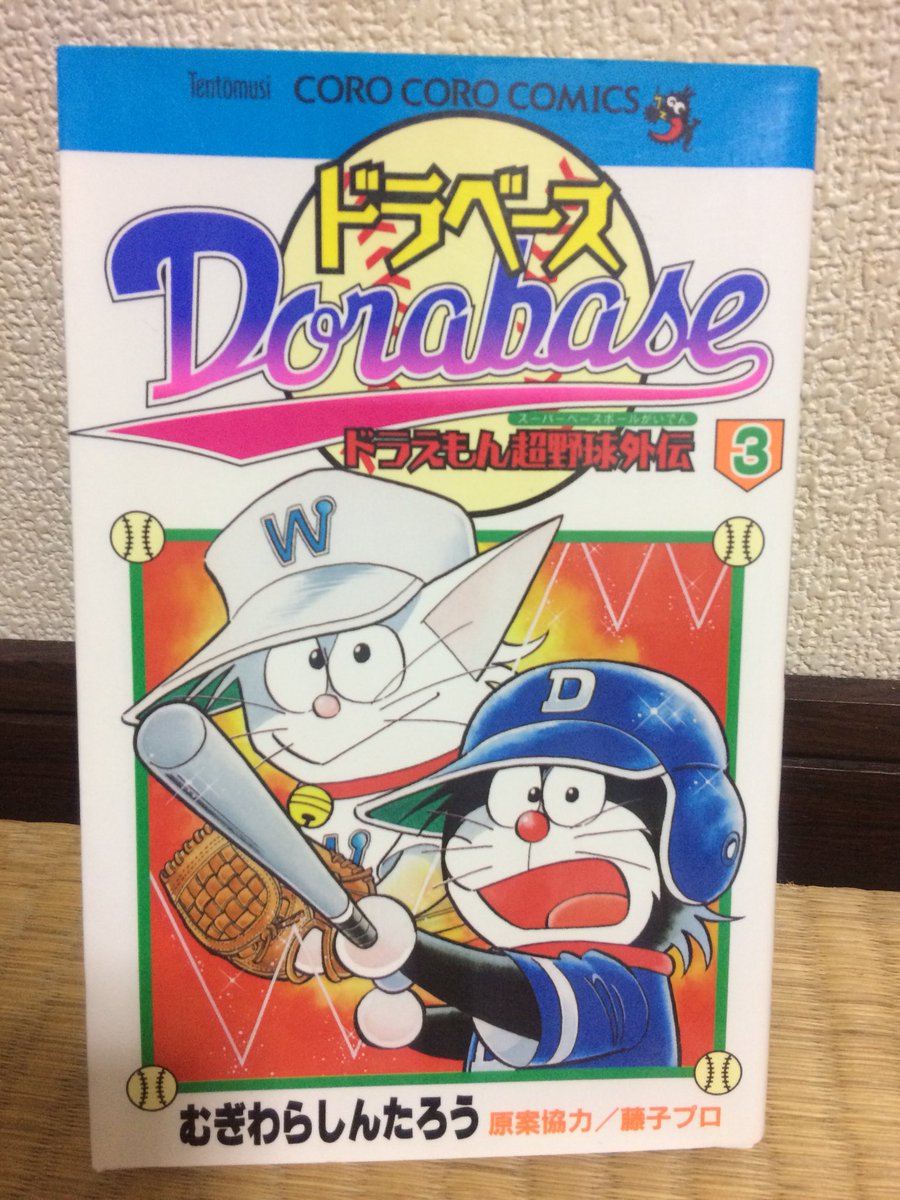 Tentomusi CORO CORO COMICS
ドラベース
Dorabase
スーパーベースボールがいでん
ドラえもん超野球外伝 3
W
D
W
D
むぎわらしんたろう 原案協力/藤子プロ